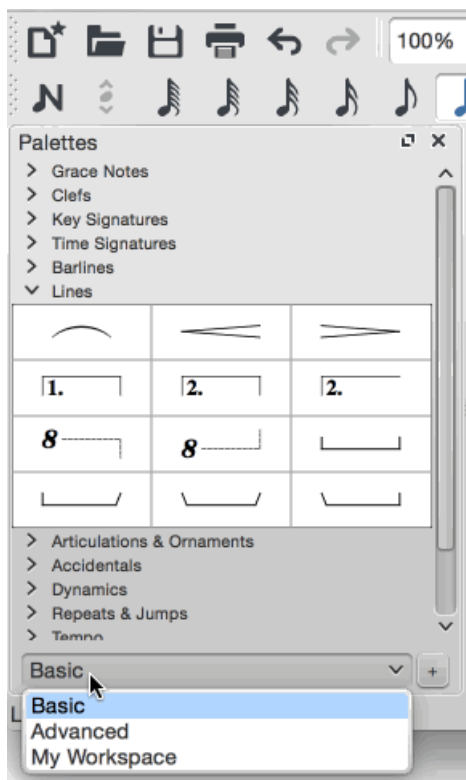 100%
Palettes
Grace Notes
Clefs
Key Signatures
Time Signatures
Barlines
Lines
1. 2. 2.
8 8
Articulations & Ornaments
Accidentals
Dynamics
Repeats & Jumps
Tempo
Basic +
Basic
Advanced
My Workspace